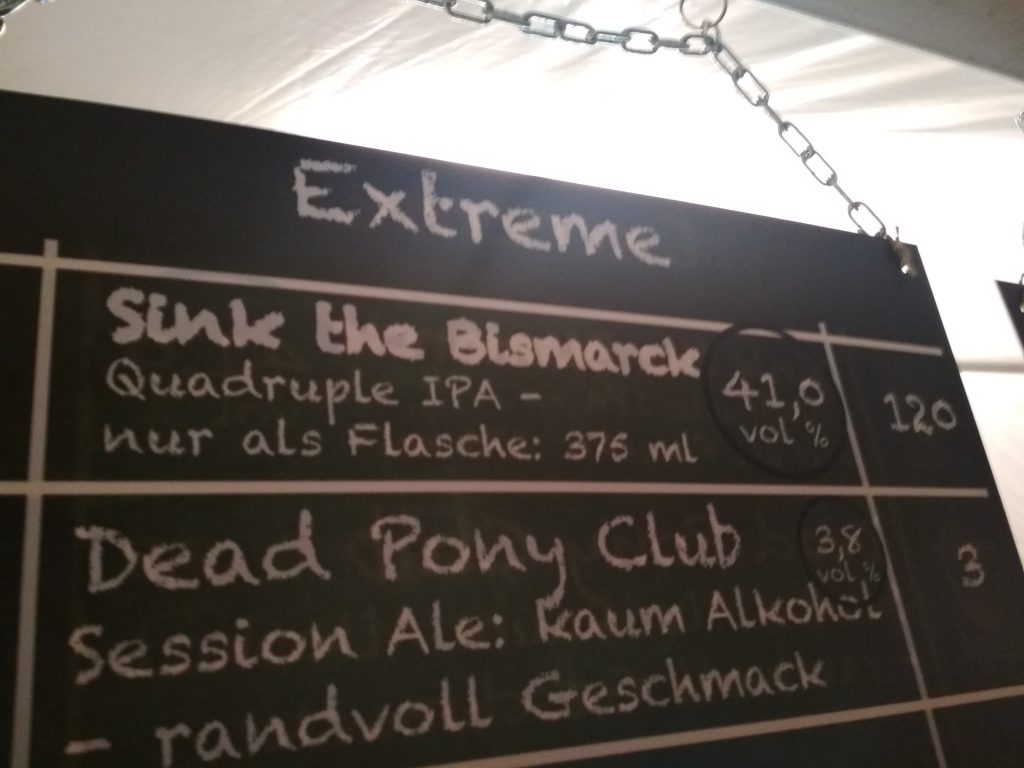 Extreme
Sink the Bismarck
Quadruple IPA -
nur als Flasche: 375 ml
41,0
vol %
120
Dead Pony Club
3,8
vol %
3
Session Ale: kaum Alkohol
- randvoll Geschmack